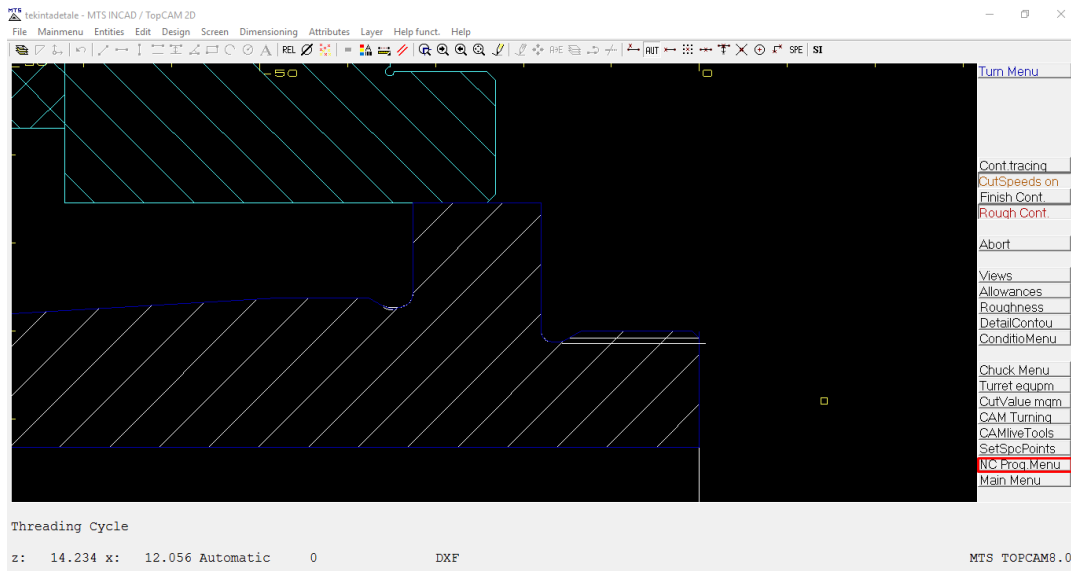 MTS tekintadetale - MTS INCAD / TopCAM 2D
File Mainmenu Entities Edit Design Screen Dimensioning Attributes Layer Help funct. Help
REL AUT SPE SI
-50 0
Turn Menu
Cont.tracing
CutSpeeds on
Finish Cont.
Rough Cont.
Abort
Views
Allowances
Roughness
DetailContou
ConditioMenu
Chuck Menu
Turret equpm
CutValue mgm
CAM Turning
CAMliveTools
SetSpcPoints
NC Prog.Menu
Main Menu
Threading Cycle
z: 14.234 x: 12.056 Automatic 0 DXF MTS TOPCAM8.0